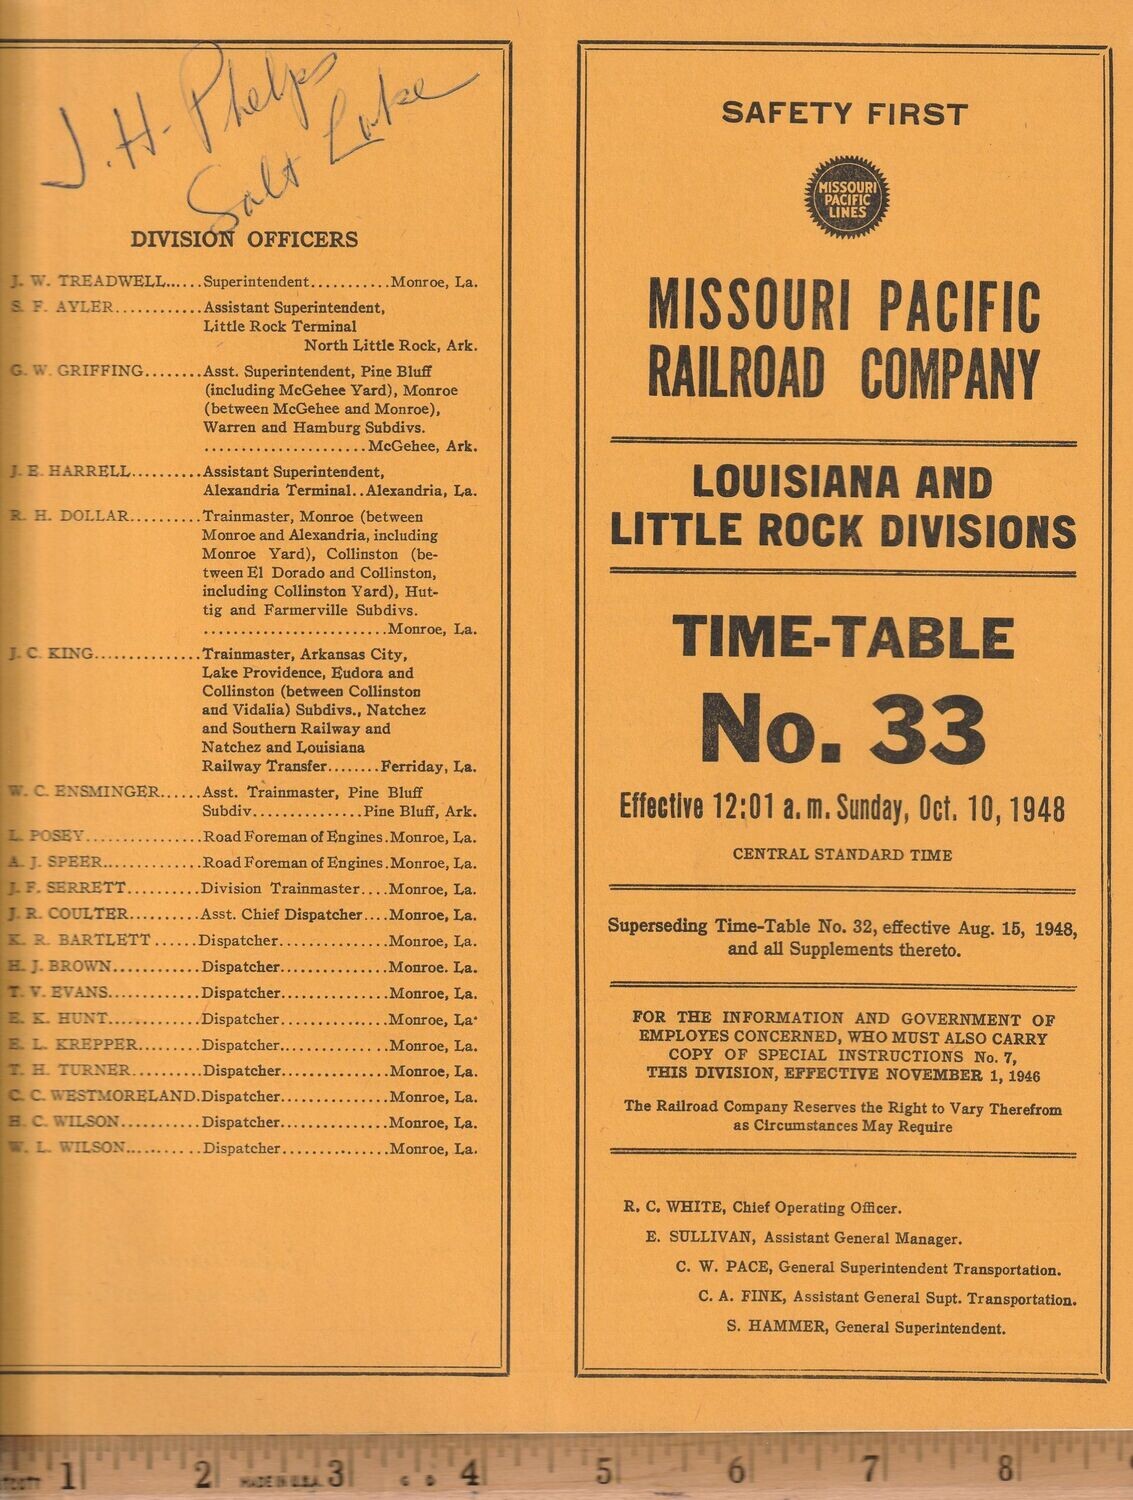 J. H. Phelps
Salt Lake
DIVISION OFFICERS
J. W. TREADWELL......Superintendent...........Monroe, La.
S. F. AYLER............Assistant Superintendent,
Little Rock Terminal
North Little Rock, Ark.
G. W. GRIFFING........Asst. Superintendent, Pine Bluff
(including McGehee Yard), Monroe
(between McGehee and Monroe),
Warren and Hamburg Subdivs.
......................McGehee, Ark.
J. E. HARRELL..........Assistant Superintendent,
Alexandria Terminal..Alexandria, La.
R. H. DOLLAR..........Trainmaster, Monroe (between
Monroe and Alexandria, including
Monroe Yard), Collinston (be-
tween El Dorado and Collinston,
including Collinston Yard), Hut-
tig and Farmerville Subdivs.
.........................Monroe, La.
J. C. KING...............Trainmaster, Arkansas City,
Lake Providence, Eudora and
Collinston (between Collinston
and Vidalia) Subdivs., Natchez
and Southern Railway and
Natchez and Louisiana
Railway Transfer........Ferriday, La.
W. C. ENSMINGER......Asst. Trainmaster, Pine Bluff
Subdiv...............Pine Bluff, Ark.
L. POSEY................Road Foreman of Engines.Monroe, La.
A. J. SPEER..............Road Foreman of Engines.Monroe, La.
J. F. SERRETT..........Division Trainmaster....Monroe, La.
J. R. COULTER..........Asst. Chief Dispatcher....Monroe, La.
K. R. BARTLETT......Dispatcher...............Monroe, La.
H. J. BROWN............Dispatcher...............Monroe. La.
T. V. EVANS.............Dispatcher...............Monroe, La.
E. K. HUNT.............Dispatcher...............Monroe, La.
E. L. KREPPER.........Dispatcher...............Monroe, La.
T. H. TURNER..........Dispatcher...............Monroe, La.
C. C. WESTMORELAND.Dispatcher...............Monroe, La.
H. C. WILSON...........Dispatcher...............Monroe, La.
W. L. WILSON...........Dispatcher...............Monroe, La.
SAFETY FIRST
MISSOURI
PACIFIC
LINES
MISSOURI PACIFIC
RAILROAD COMPANY
LOUISIANA AND
LITTLE ROCK DIVISIONS
TIME-TABLE
No. 33
Effective 12:01 a.m. Sunday, Oct. 10, 1948
CENTRAL STANDARD TIME
Superseding Time-Table No. 32, effective Aug. 15, 1948,
and all Supplements thereto.
FOR THE INFORMATION AND GOVERNMENT OF
EMPLOYES CONCERNED, WHO MUST ALSO CARRY
COPY OF SPECIAL INSTRUCTIONS No. 7,
THIS DIVISION, EFFECTIVE NOVEMBER 1, 1946
The Railroad Company Reserves the Right to Vary Therefrom
as Circumstances May Require
R. C. WHITE, Chief Operating Officer.
E. SULLIVAN, Assistant General Manager.
C. W. PACE, General Superintendent Transportation.
C. A. FINK, Assistant General Supt. Transportation.
S. HAMMER, General Superintendent.
1 2 MADE IN U.S.A. 3 4 5 6 7 8